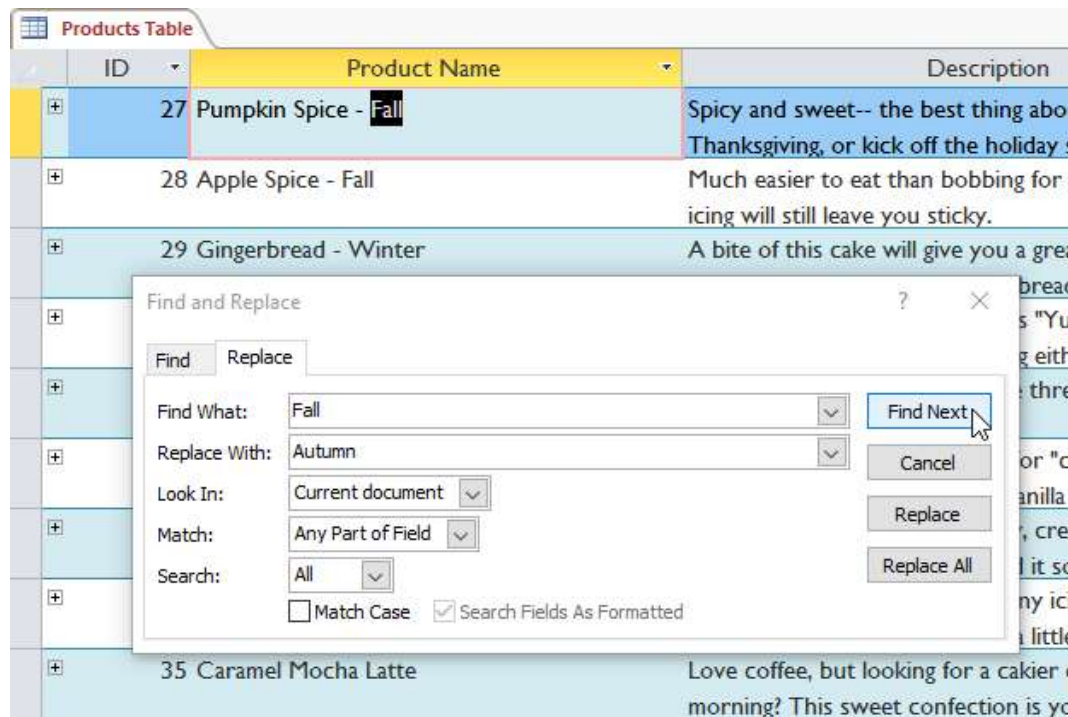 Products Table
ID Product Name Description
27 Pumpkin Spice - Fall Spicy and sweet-- the best thing
Thanksgiving, or kick off the holiday
28 Apple Spice - Fall Much easier to eat than bobbing for
icing will still leave you sticky.
29 Gingerbread - Winter A bite of this cake will give you a
Find and Replace ? ×
Find Replace
Find What: Fall Find Next
Replace With: Autumn Cancel
Look In: Current document
Match: Any Part of Field Replace
Search: All Replace All
Match Case Search Fields As Formatted
35 Caramel Mocha Latte Love coffee, but looking for a cakier
morning? This sweet confection is